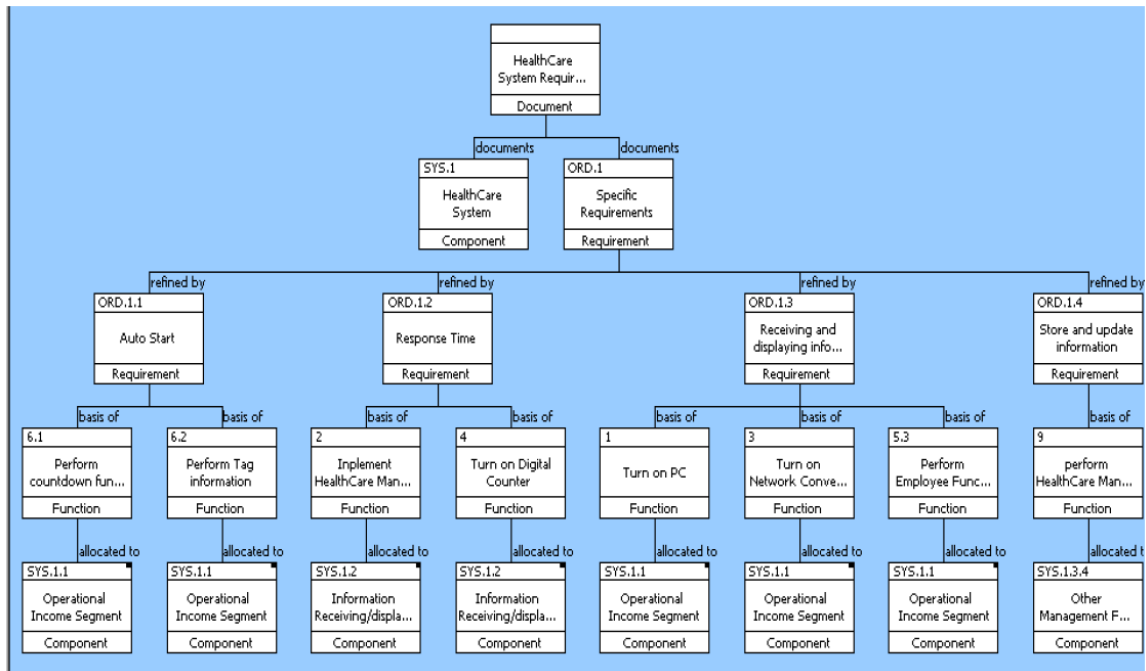 HealthCare
System Requir...
Document
documents
documents
SYS.1
HealthCare
System
Component
ORD.1
Specific
Requirements
Requirement
refined by
refined by
refined by
refined by
ORD.1.1
Auto Start
Requirement
ORD.1.2
Response Time
Requirement
ORD.1.3
Receiving and
displaying info...
Requirement
ORD.1.4
Store and update
information
Requirement
basis of
basis of
basis of
basis of
basis of
basis of
basis of
basis of
6.1
Perform
countdown fun...
Function
6.2
Perform Tag
information
Function
2
Inplement
HealthCare Man...
Function
4
Turn on Digital
Counter
Function
1
Turn on PC
Function
3
Turn on
Network Conve...
Function
5.3
Perform
Employee Func...
Function
9
perform
HealthCare Man...
Function
allocated to
allocated to
allocated to
allocated to
allocated to
allocated to
allocated to
allocated t
SYS.1.1
Operational
Income Segment
Component
SYS.1.1
Operational
Income Segment
Component
SYS.1.2
Information
Receiving/displa...
Component
SYS.1.2
Information
Receiving/displa...
Component
SYS.1.1
Operational
Income Segment
Component
SYS.1.1
Operational
Income Segment
Component
SYS.1.1
Operational
Income Segment
Component
SYS.1.3.4
Other
Management F...
Component